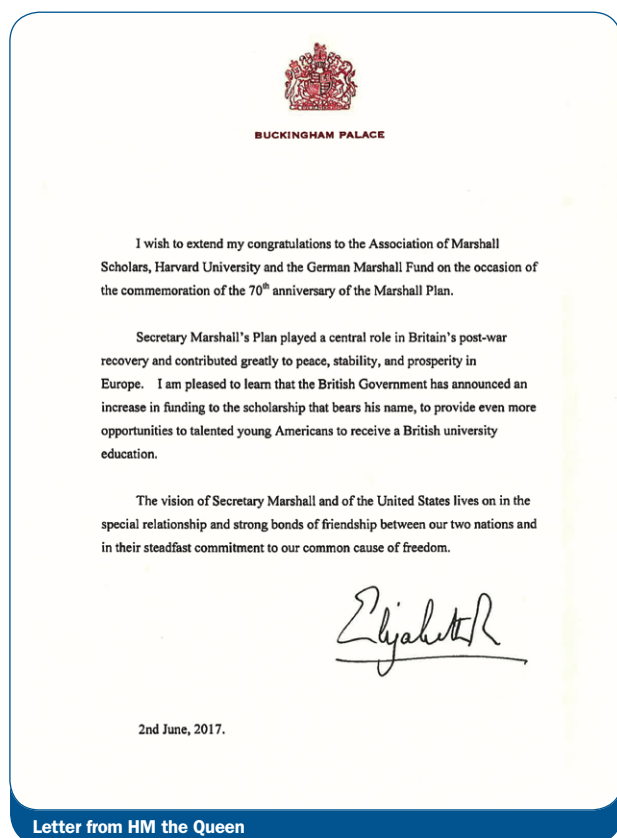 BUCKINGHAM PALACE
I wish to extend my congratulations to the Association of Marshall
Scholars, Harvard University and the German Marshall Fund on the occasion of
the commemoration of the 70th anniversary of the Marshall Plan.
Secretary Marshall's Plan played a central role in Britain's post-war
recovery and contributed greatly to peace, stability, and prosperity in
Europe. I am pleased to learn that the British Government has announced an
increase in funding to the scholarship that bears his name, to provide even more
opportunities to talented young Americans to receive a British university
education.
The vision of Secretary Marshall and of the United States lives on in the
special relationship and strong bonds of friendship between our two nations and
in their steadfast commitment to our common cause of freedom.
Elizabeth R
2nd June, 2017.
Letter from HM the Queen